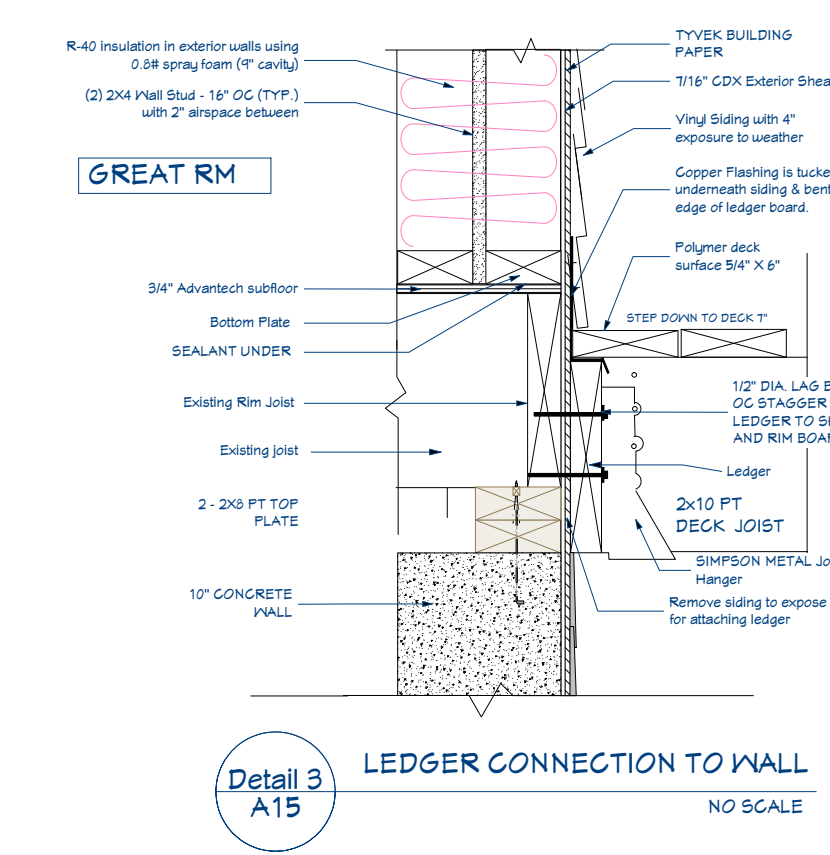 R-40 insulation in exterior walls using
0.8# spray foam (9" cavity)
(2) 2X4 Wall Stud - 16" OC (TYP.)
with 2" airspace between
GREAT RM
3/4" Advantech subfloor
Bottom Plate
SEALANT UNDER
Existing Rim Joist
Existing joist
2 - 2X8 PT TOP
PLATE
10" CONCRETE
WALL
TYVEK BUILDING
PAPER
7/16" CDX Exterior Shea
Vinyl Siding with 4"
exposure to weather
Copper Flashing is tucke
underneath siding & bent
edge of ledger board.
Polymer deck
surface 5/4" X 6"
STEP DOWN TO DECK 7"
1/2" DIA. LAG B
OC STAGGER
LEDGER TO SH
AND RIM BOAR
Ledger
2x10 PT
DECK JOIST
SIMPSON METAL Jo
Hanger
Remove siding to expose
for attaching ledger
Detail 3
A15
LEDGER CONNECTION TO WALL
NO SCALE